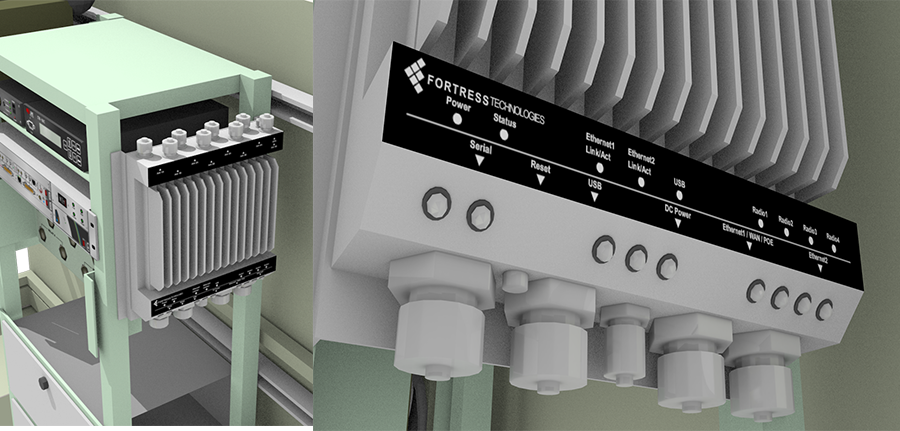 FORTRESS TECHNOLOGIES
Power
Status
Ethernet1
Link/Act
Ethernet2
Link/Act
USB
Radio1
Radio2
Radio3
Radio4
Serial
Reset
USB
DC Power
Ethernet1 / WAN / POE
Ethernet2